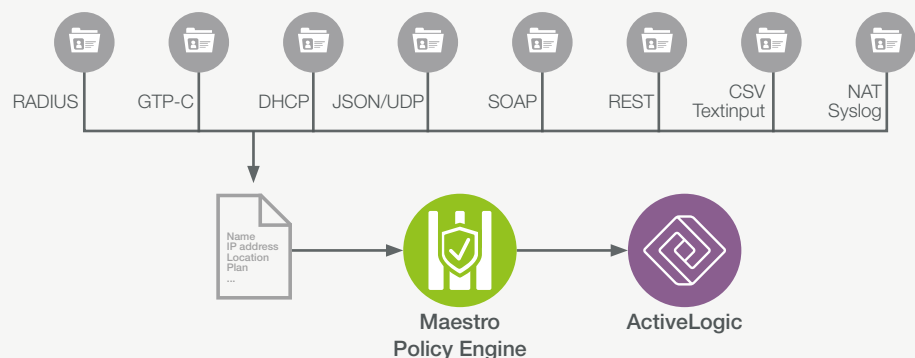 RADIUS
GTP-C
DHCP
JSON/UDP
SOAP
REST
CSV
Textinput
NAT
Syslog
Name
IP address
Location
Plan
...
Maestro
Policy Engine
ActiveLogic